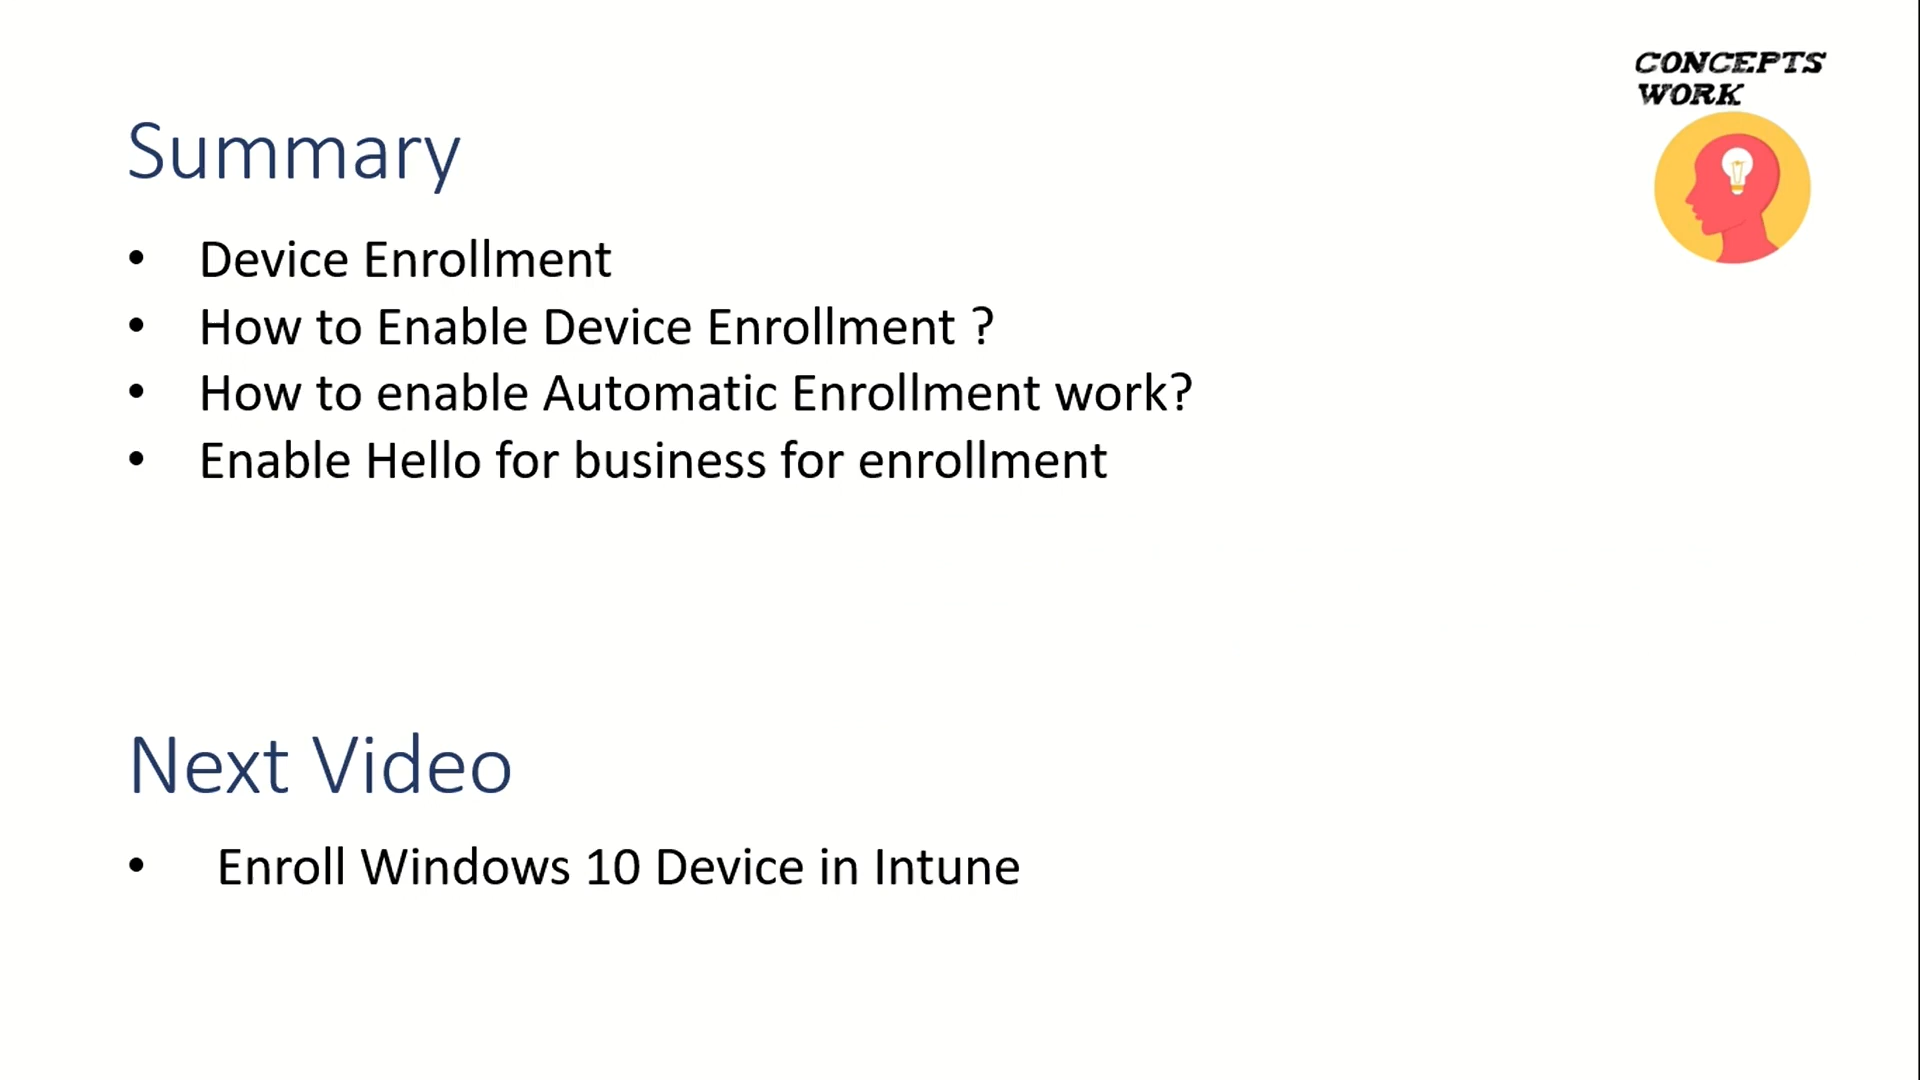 CONCEPTS
WORK
Summary
• Device Enrollment
• How to Enable Device Enrollment ?
• How to enable Automatic Enrollment work?
• Enable Hello for business for enrollment
Next Video
• Enroll Windows 10 Device in Intune